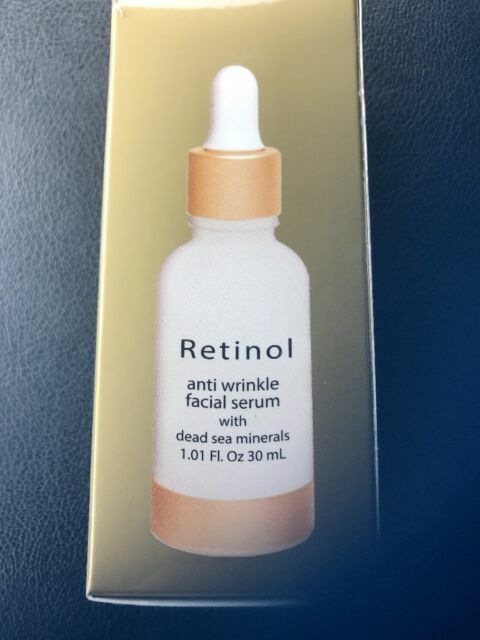 Retinol
anti wrinkle
facial serum
with
dead sea minerals
1.01 Fl. Oz 30 mL